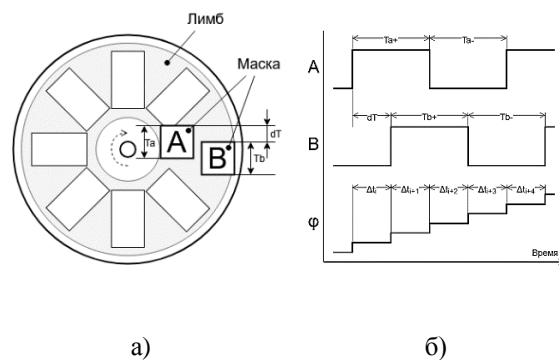 Лимб
Маска
A
B
Ta
Tb
dT
а)
A
Ta+
Ta-
B
dT
Tb+
Tb-
φ
Δti
Δti+1
Δti+2
Δti+3
Δti+4
Время
б)